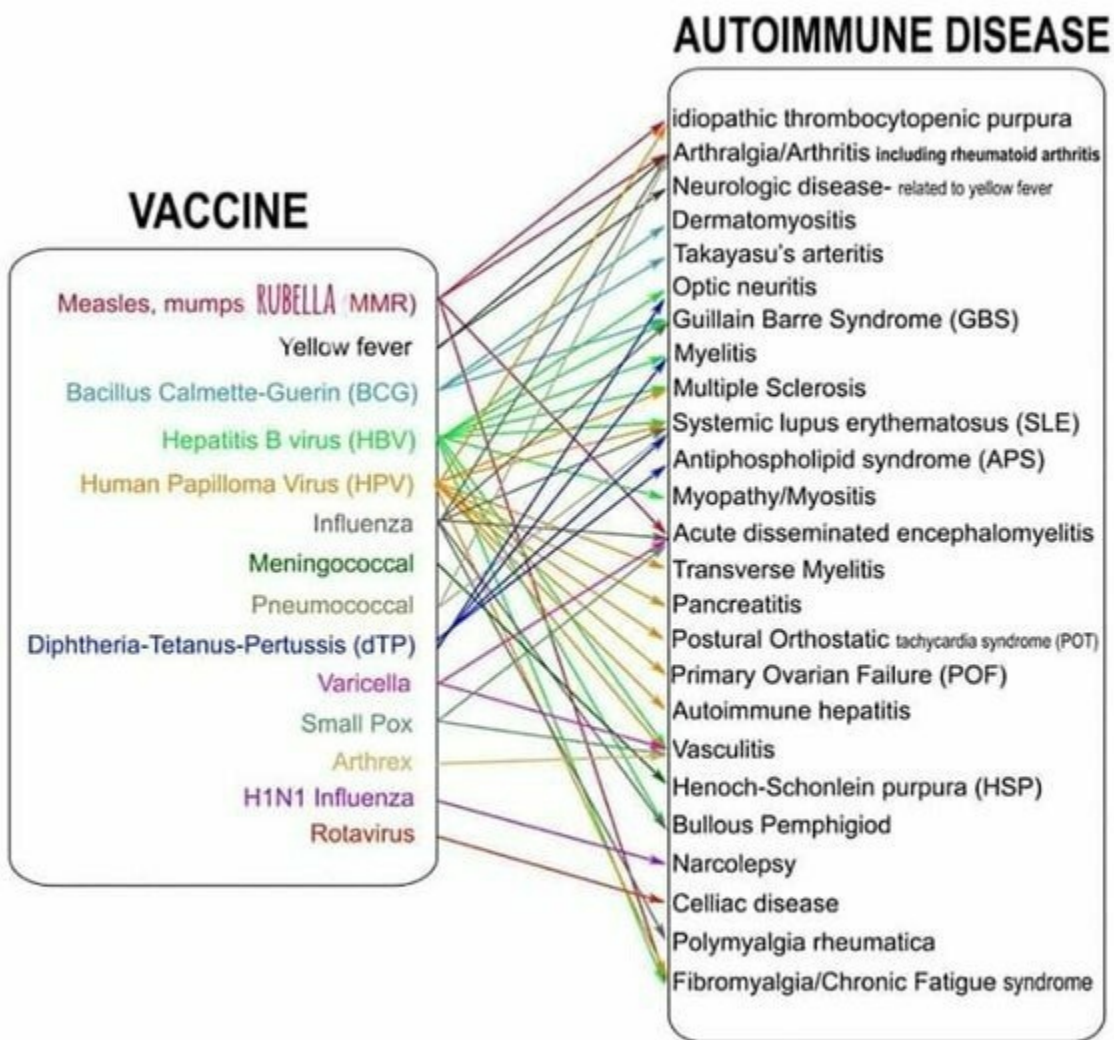 AUTOIMMUNE DISEASE
idiopathic thrombocytopenic purpura
Arthralgia/Arthritis including rheumatoid arthritis
Neurologic disease- related to yellow fever
Dermatomyositis
Takayasu's arteritis
Optic neuritis
Guillain Barre Syndrome (GBS)
Myelitis
Multiple Sclerosis
Systemic lupus erythematosus (SLE)
Antiphospholipid syndrome (APS)
Myopathy/Myositis
Acute disseminated encephalomyelitis
Transverse Myelitis
Pancreatitis
Postural Orthostatic tachycardia syndrome (POT)
Primary Ovarian Failure (POF)
Autoimmune hepatitis
Vasculitis
Henoch-Schonlein purpura (HSP)
Bullous Pemphigiod
Narcolepsy
Celliac disease
Polymyalgia rheumatica
Fibromyalgia/Chronic Fatigue syndrome
VACCINE
Measles, mumps RUBELLA (MMR)
Yellow fever
Bacillus Calmette-Guerin (BCG)
Hepatitis B virus (HBV)
Human Papilloma Virus (HPV)
Influenza
Meningococcal
Pneumococcal
Diphtheria-Tetanus-Pertussis (dTP)
Varicella
Small Pox
Arthrex
H1N1 Influenza
Rotavirus